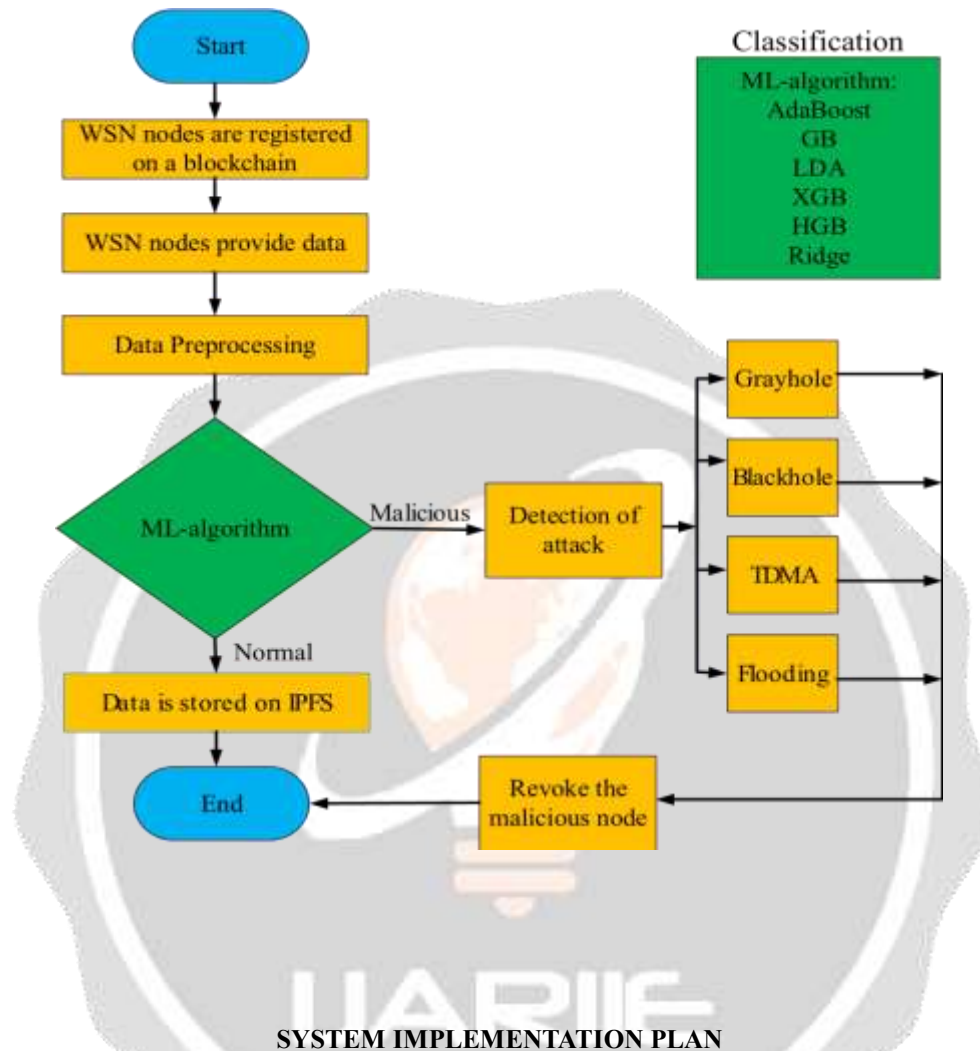 Start
WSN nodes are registered
on a blockchain
WSN nodes provide data
Data Preprocessing
ML-algorithm
Malicious
Normal
Data is stored on IPFS
End
Classification
ML-algorithm:
AdaBoost
GB
LDA
XGB
HGB
Ridge
Detection of
attack
Grayhole
Blackhole
TDMA
Flooding
Revoke the
malicious node
IJARIIE
SYSTEM IMPLEMENTATION PLAN